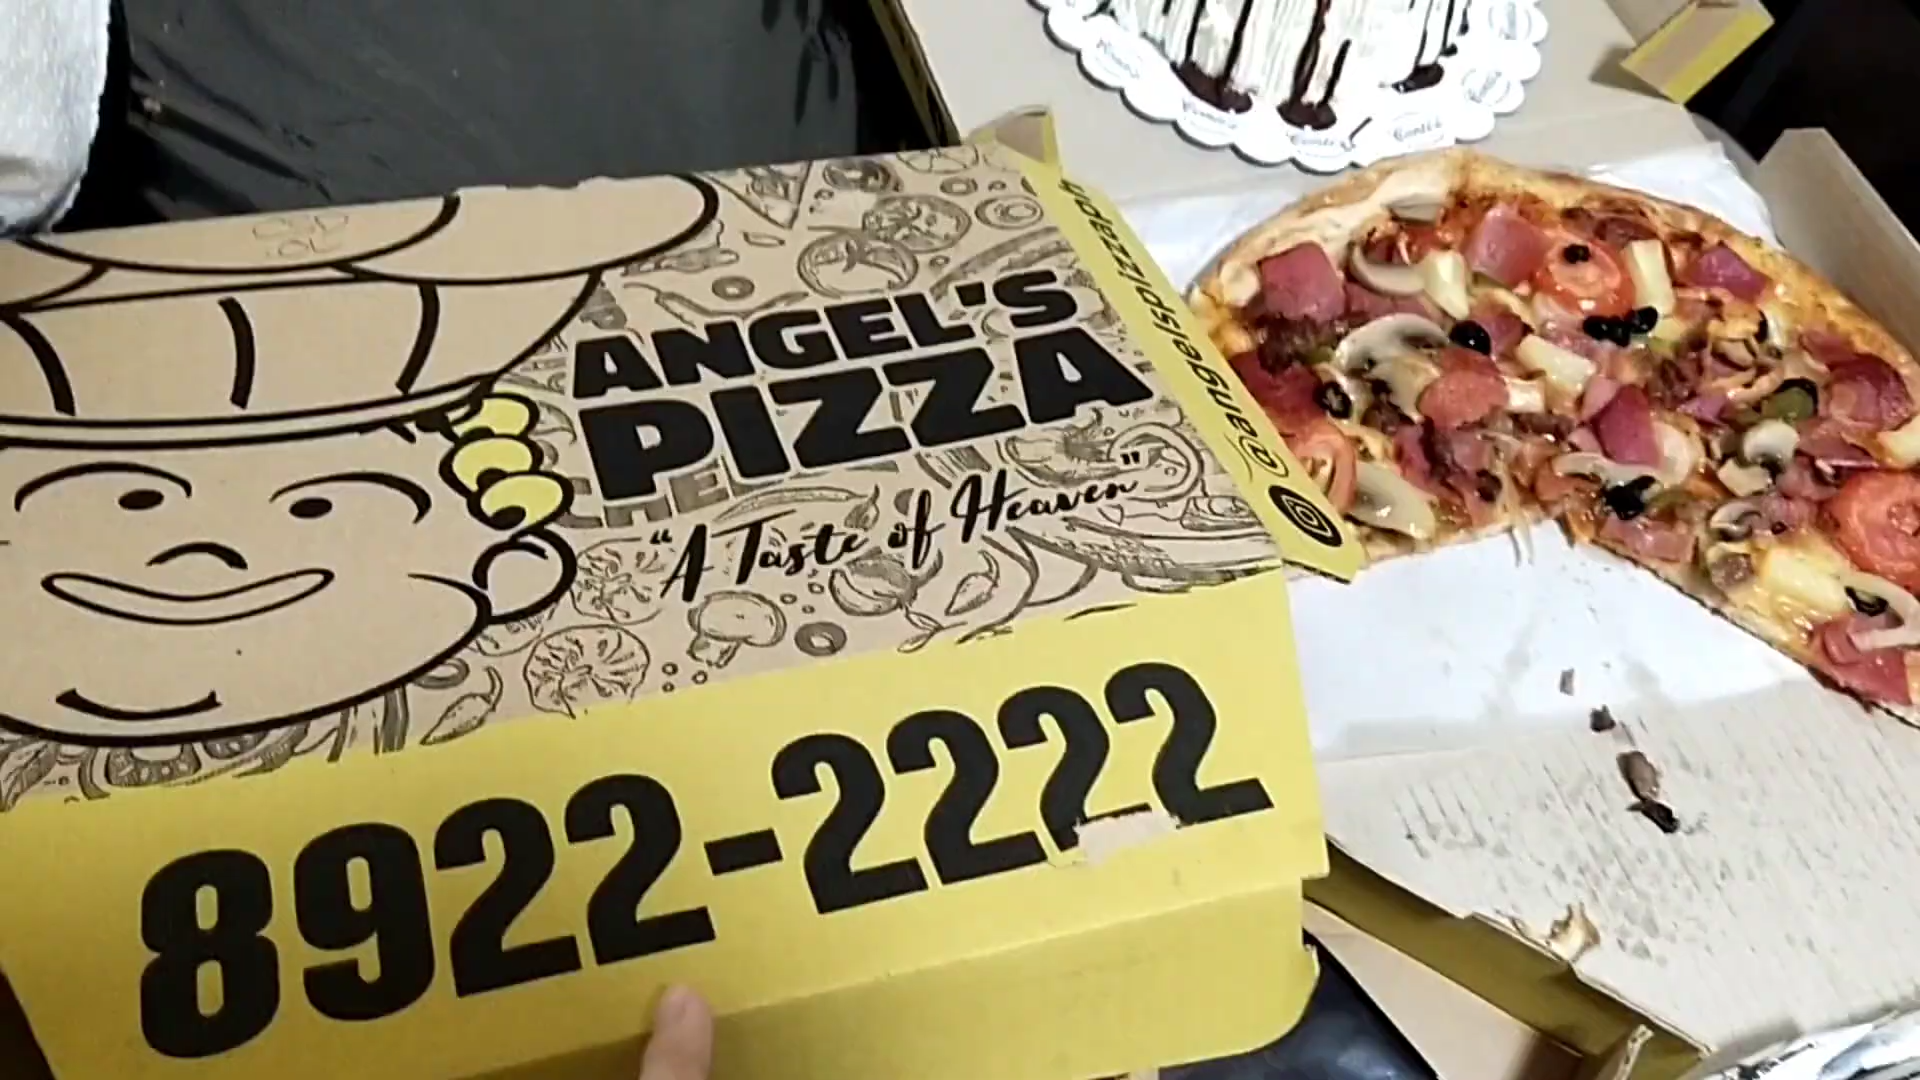 ANGEL'S
PIZZA
"A Taste of Heaven"
8922-2222
@angelspizzaph